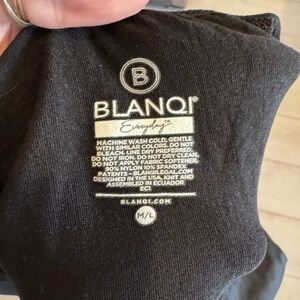 B
BLANQI®
Everyday™
MACHINE WASH COLD, GENTLE
WITH SIMILAR COLORS. DO NOT
BLEACH. LINE DRY PREFERRED.
DO NOT IRON. DO NOT DRY CLEAN.
DO NOT APPLY FABRIC SOFTENER.
90% NYLON 10% SPANDEX
PATENTS – BLANQILEGAL.COM
DESIGNED IN THE USA, KNIT AND
ASSEMBLED IN ECUADOR
EC1
BLANQI.COM
M/L